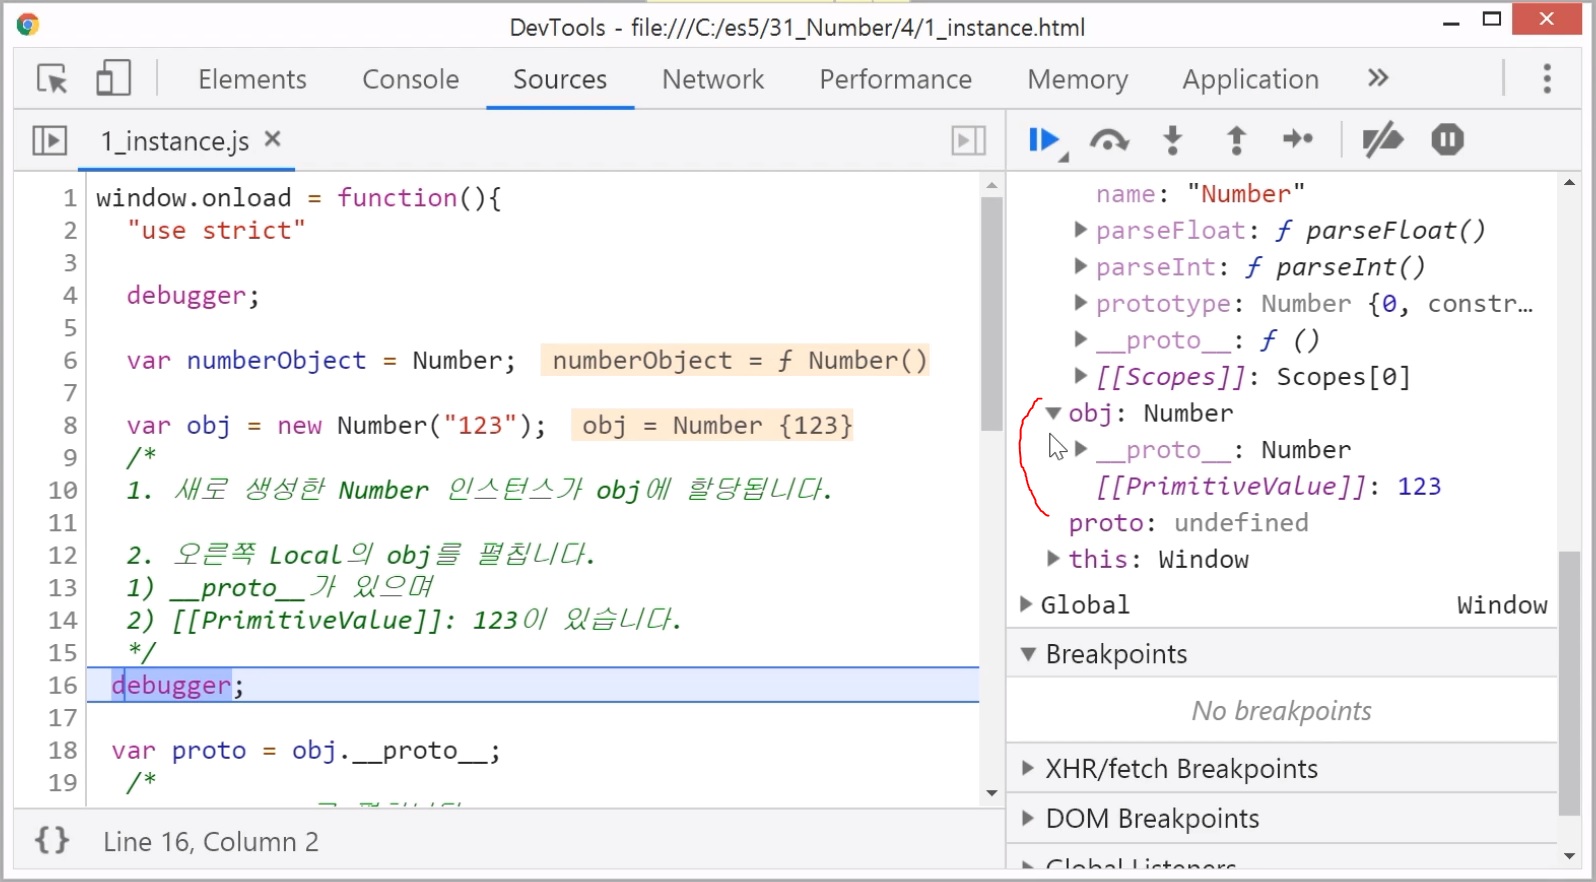 DevTools - file:///C:/es5/31_Number/4/1_instance.html
Elements Console Sources Network Performance Memory Application »
1_instance.js ×
1 window.onload = function(){
2 "use strict"
3
4 debugger;
5
6 var numberObject = Number; numberObject = ƒ Number()
7
8 var obj = new Number("123"); obj = Number {123}
9 /*
10 1. 새로 생성한 Number 인스턴스가 obj에 할당됩니다.
11
12 2. 오른쪽 Local의 obj를 펼칩니다.
13 1) __proto__가 있으며
14 2) [[PrimitiveValue]]: 123이 있습니다.
15 */
16 debugger;
17
18 var proto = obj.__proto__;
19 /*
{} Line 16, Column 2
name: "Number"
parseFloat: ƒ parseFloat()
parseInt: ƒ parseInt()
prototype: Number {0, constr…
__proto__: ƒ ()
[[Scopes]]: Scopes[0]
obj: Number
__proto__: Number
[[PrimitiveValue]]: 123
proto: undefined
this: Window
Global Window
Breakpoints
No breakpoints
XHR/fetch Breakpoints
DOM Breakpoints
Global Listeners